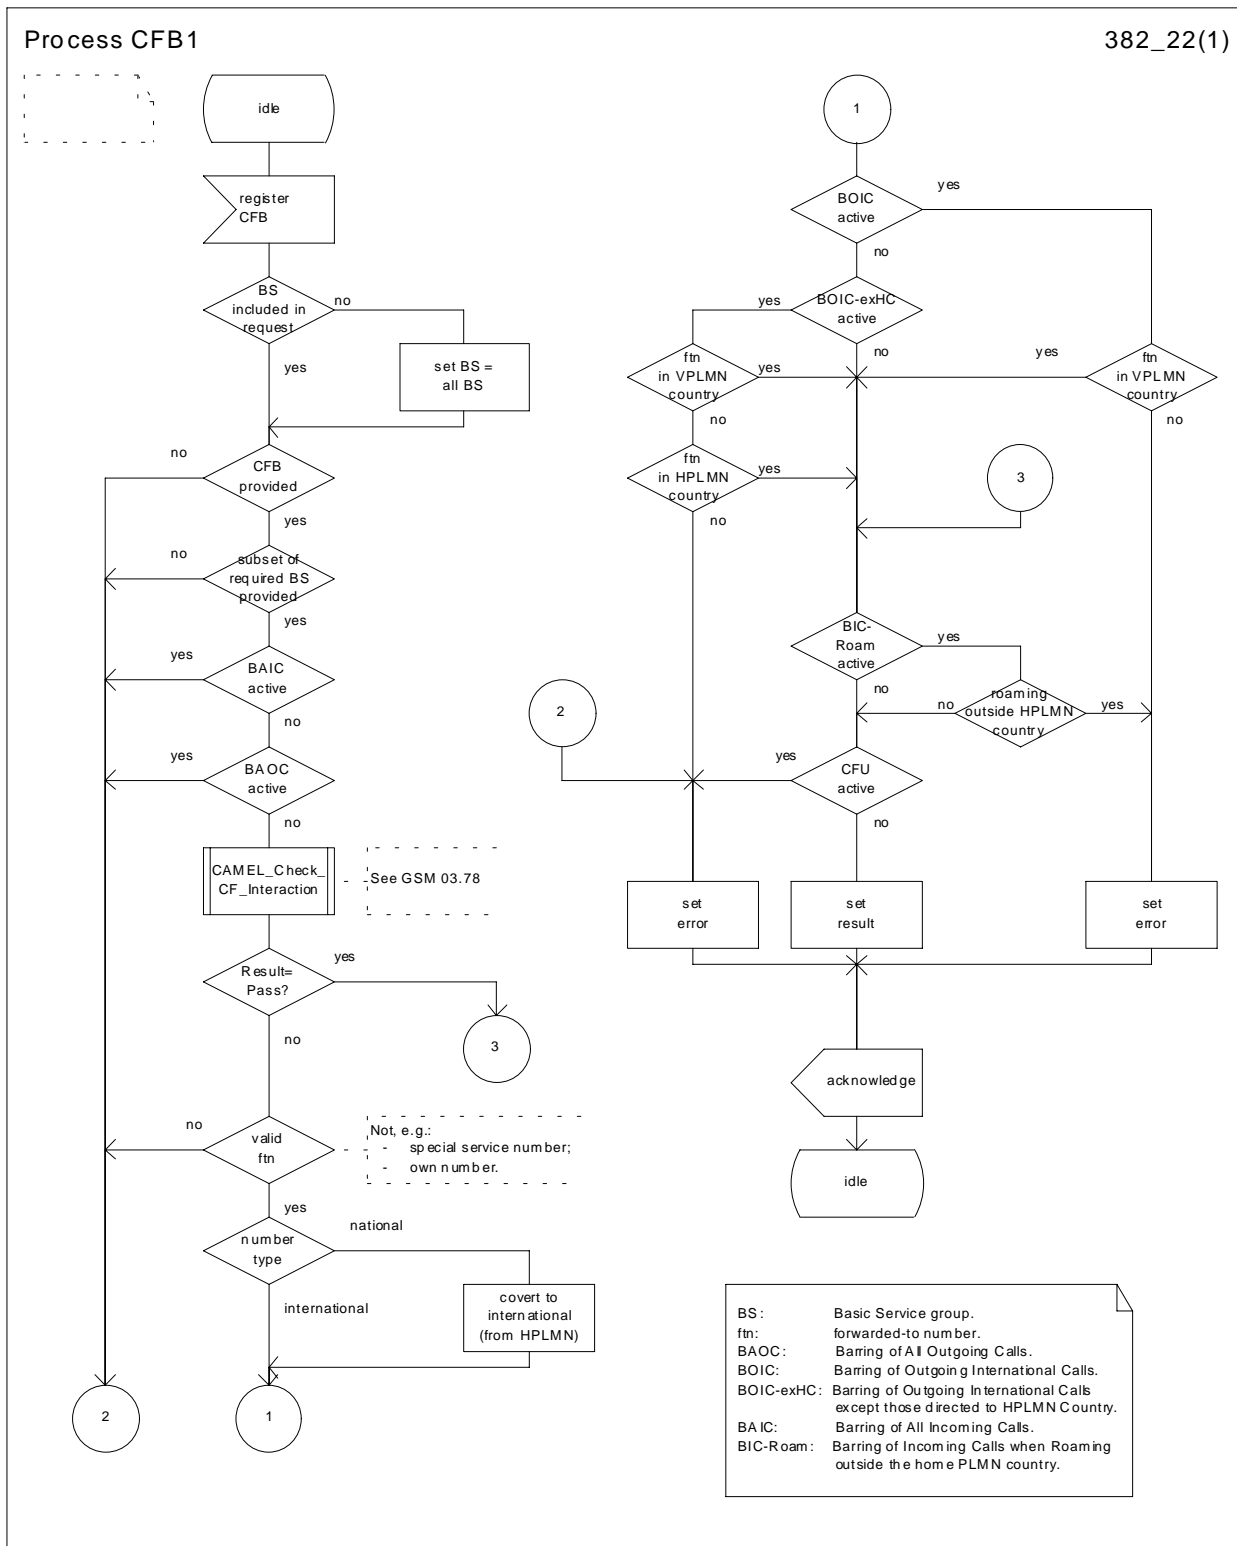 Process CFB1
382_22(1)
idle
register
CFB
BS
included in
request
no
yes
set BS =
all BS
no
CFB
provided
yes
no
subset of
required BS
provided
yes
yes
BAIC
active
no
yes
BAOC
active
no
CAMEL_Check_
CF_Interaction
See GSM 03.78
Result=
Pass?
yes
no
3
no
valid
ftn
Not, e.g.:
- special service number;
- own number.
yes
number
type
national
international
covert to
international
(from HPLMN)
2
1
1
BOIC
active
yes
no
yes
BOIC-exHC
active
no
ftn
in VPLMN
country
yes
no
yes
ftn
in VPLMN
country
no
ftn
in HPLMN
country
yes
no
3
BIC-
Roam
active
yes
no
no
roaming
outside HPLMN
country
yes
2
yes
CFU
active
no
set
error
set
result
set
error
acknowledge
idle
BS: Basic Service group.
ftn: forwarded-to number.
BAOC: Barring of All Outgoing Calls.
BOIC: Barring of Outgoing International Calls.
BOIC-exHC: Barring of Outgoing International Calls
except those directed to HPLMN Country.
BAIC: Barring of All Incoming Calls.
BIC-Roam: Barring of Incoming Calls when Roaming
outside the home PLMN country.